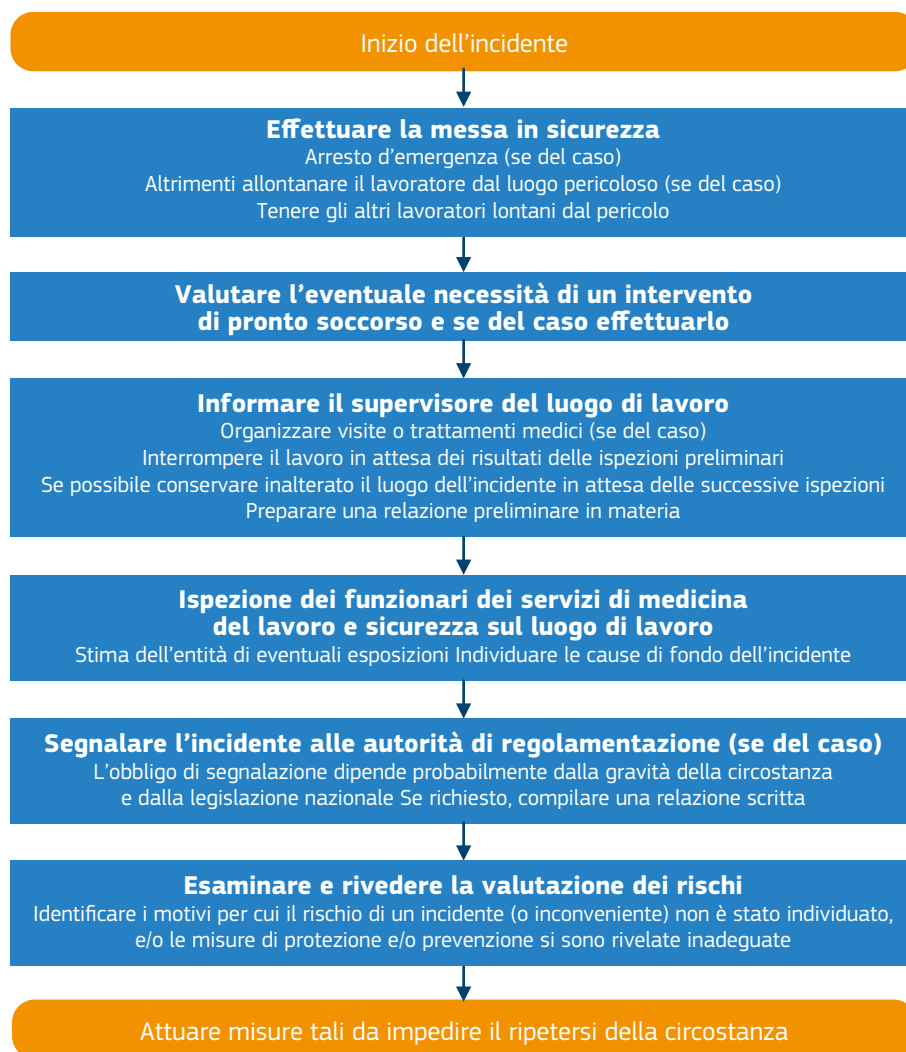 Inizio dell’incidente
Effettuare la messa in sicurezza
Arresto d’emergenza (se del caso)
Altrimenti allontanare il lavoratore dal luogo pericoloso (se del caso)
Tenere gli altri lavoratori lontani dal pericolo
Valutare l’eventuale necessità di un intervento
di pronto soccorso e se del caso effettuarlo
Informare il supervisore del luogo di lavoro
Organizzare visite o trattamenti medici (se del caso)
Interrompere il lavoro in attesa dei risultati delle ispezioni preliminari
Se possibile conservare inalterato il luogo dell’incidente in attesa delle successive ispezioni
Preparare una relazione preliminare in materia
Ispezione dei funzionari dei servizi di medicina
del lavoro e sicurezza sul luogo di lavoro
Stima dell’entità di eventuali esposizioni Individuare le cause di fondo dell’incidente
Segnalare l’incidente alle autorità di regolamentazione (se del caso)
L’obbligo di segnalazione dipende probabilmente dalla gravità della circostanza
e dalla legislazione nazionale Se richiesto, compilare una relazione scritta
Esaminare e rivedere la valutazione dei rischi
Identificare i motivi per cui il rischio di un incidente (o inconveniente) non è stato individuato,
e/o le misure di protezione e/o prevenzione si sono rivelate inadeguate
Attuare misure tali da impedire il ripetersi della circostanza